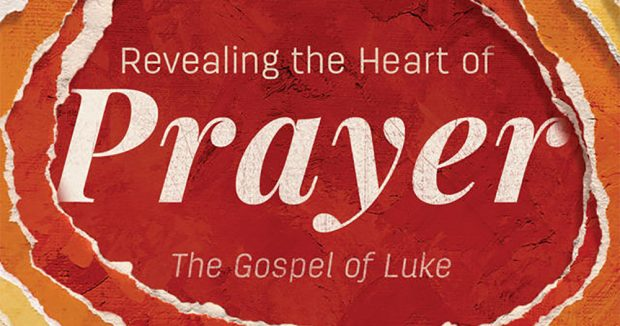 Revealing the Heart of
Prayer
The Gospel of Luke